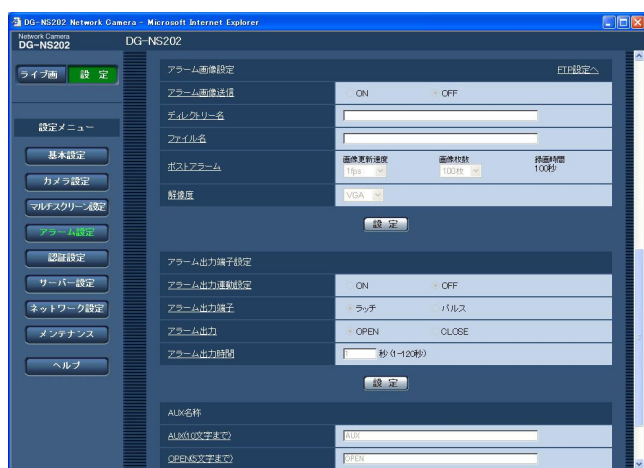 DG-NS202 Network Camera - Microsoft Internet Explorer
Network Camera
DG-NS202
DG-NS202
ライブ画
設 定
設定メニュー
基本設定
カメラ設定
マルチスクリーン設定
アラーム設定
認証設定
サーバー設定
ネットワーク設定
メンテナンス
ヘルプ
アラーム画像設定
FTP設定へ
アラーム画像送信
ON
OFF
ディレクトリー名
ファイル名
ポストアラーム
画像更新速度
画像枚数
録画時間
1fps
100枚
100秒
解像度
VGA
設 定
アラーム出力端子設定
アラーム出力連動設定
ON
OFF
アラーム出力端子
ラッチ
パルス
アラーム出力
OPEN
CLOSE
アラーム出力時間
1
秒(1-120秒)
設 定
AUX名称
AUX(10文字まで)
AUX
OPEN(5文字まで)
OPEN